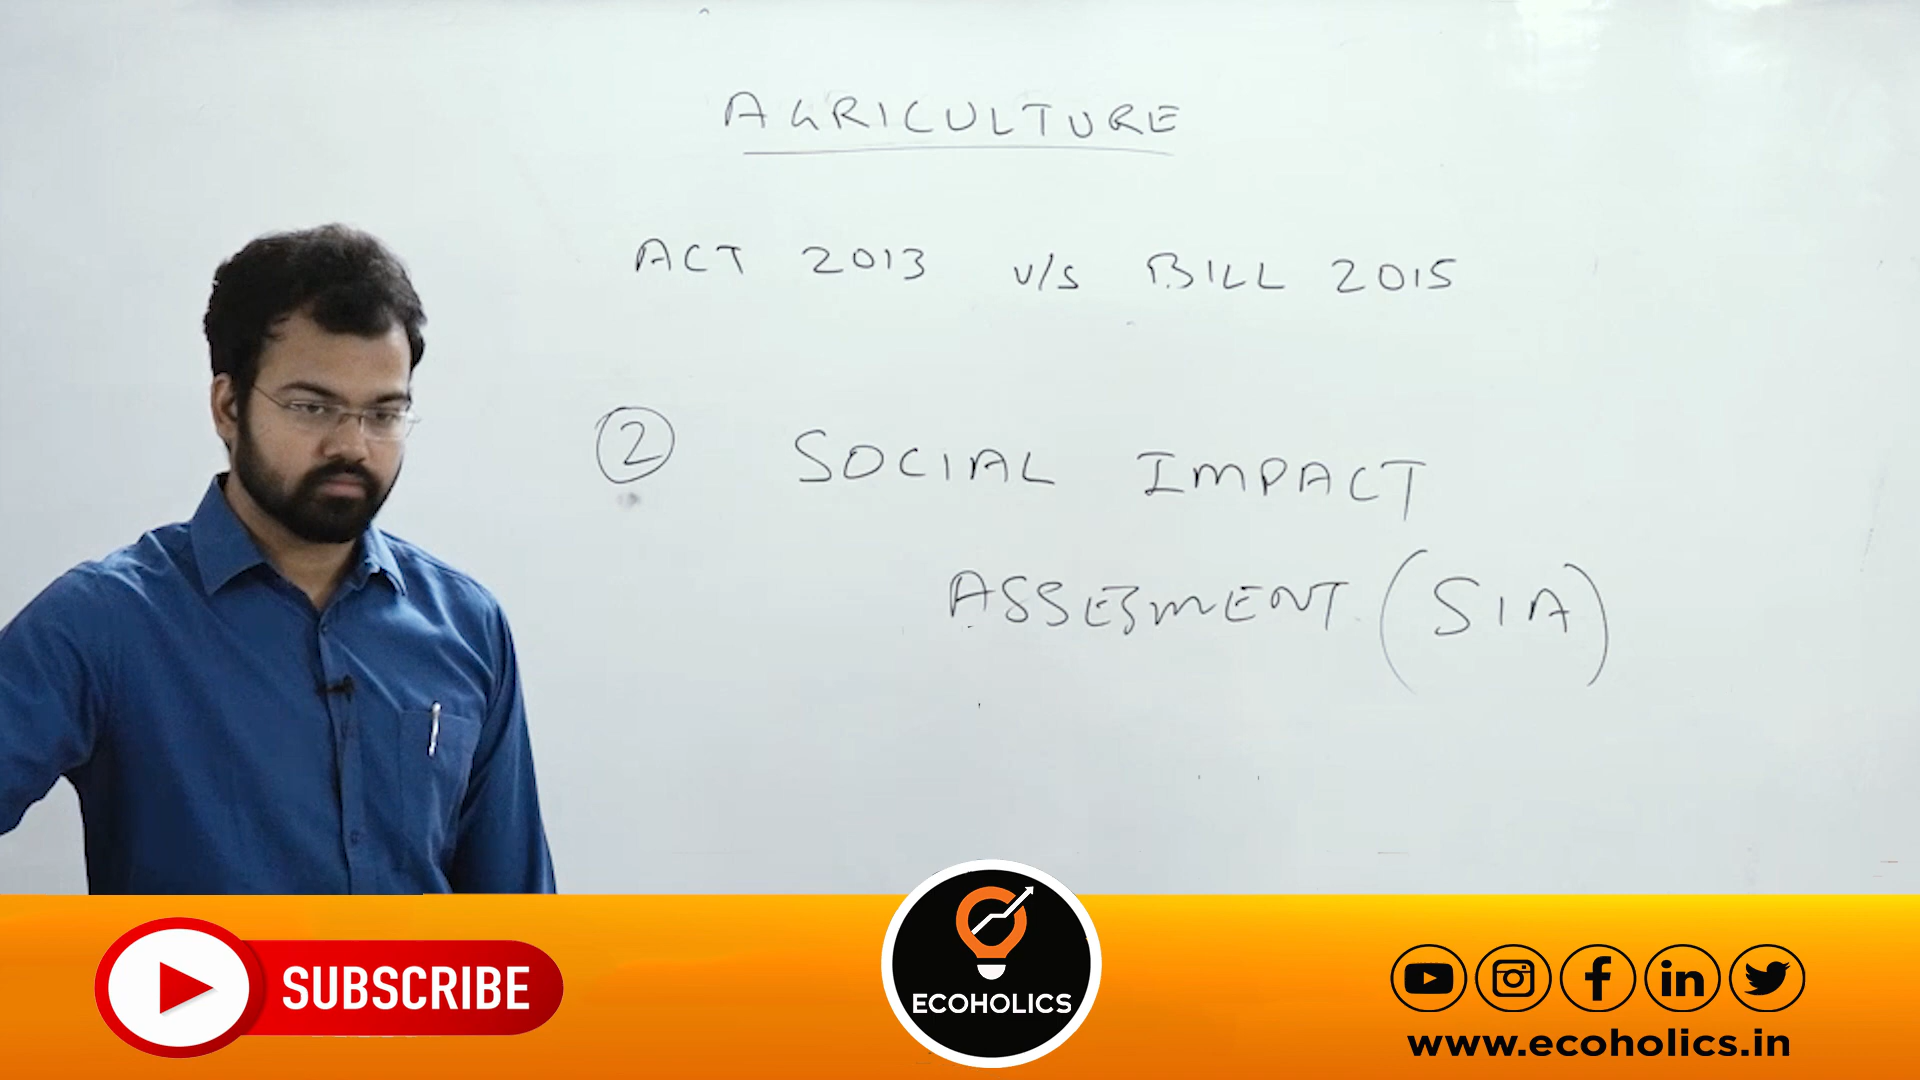 AGRICULTURE
ACT 2013 v/s BILL 2015
2 SOCIAL IMPACT
ASSESMENT (SIA)
SUBSCRIBE
ECOHOLICS
www.ecoholics.in